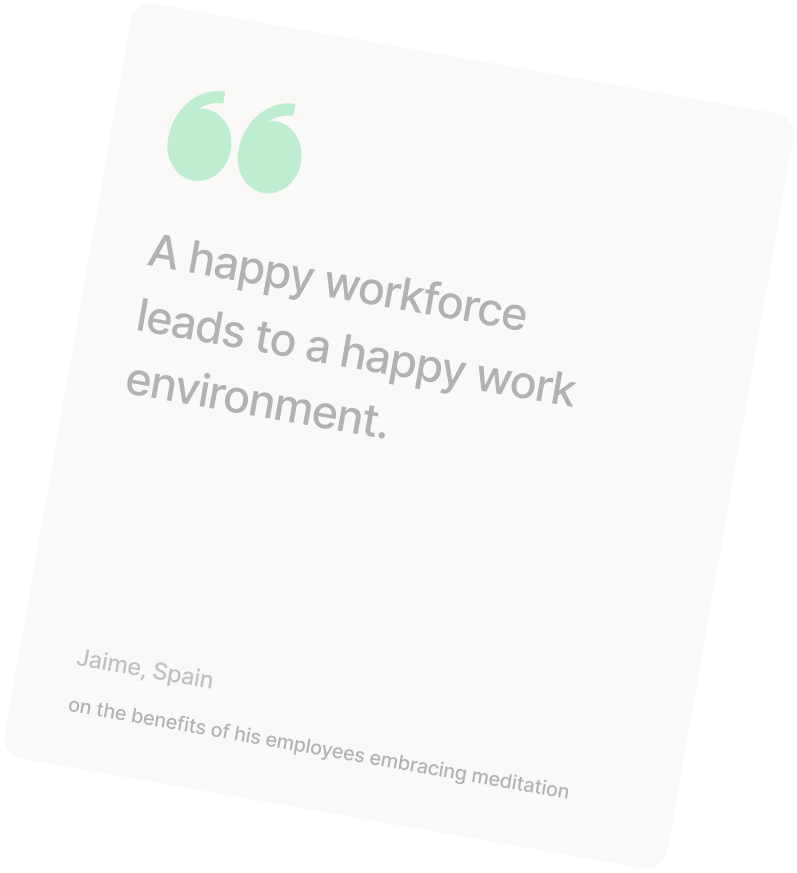 “
A happy workforce
leads to a happy work
environment.
Jaime, Spain
on the benefits of his employees embracing meditation